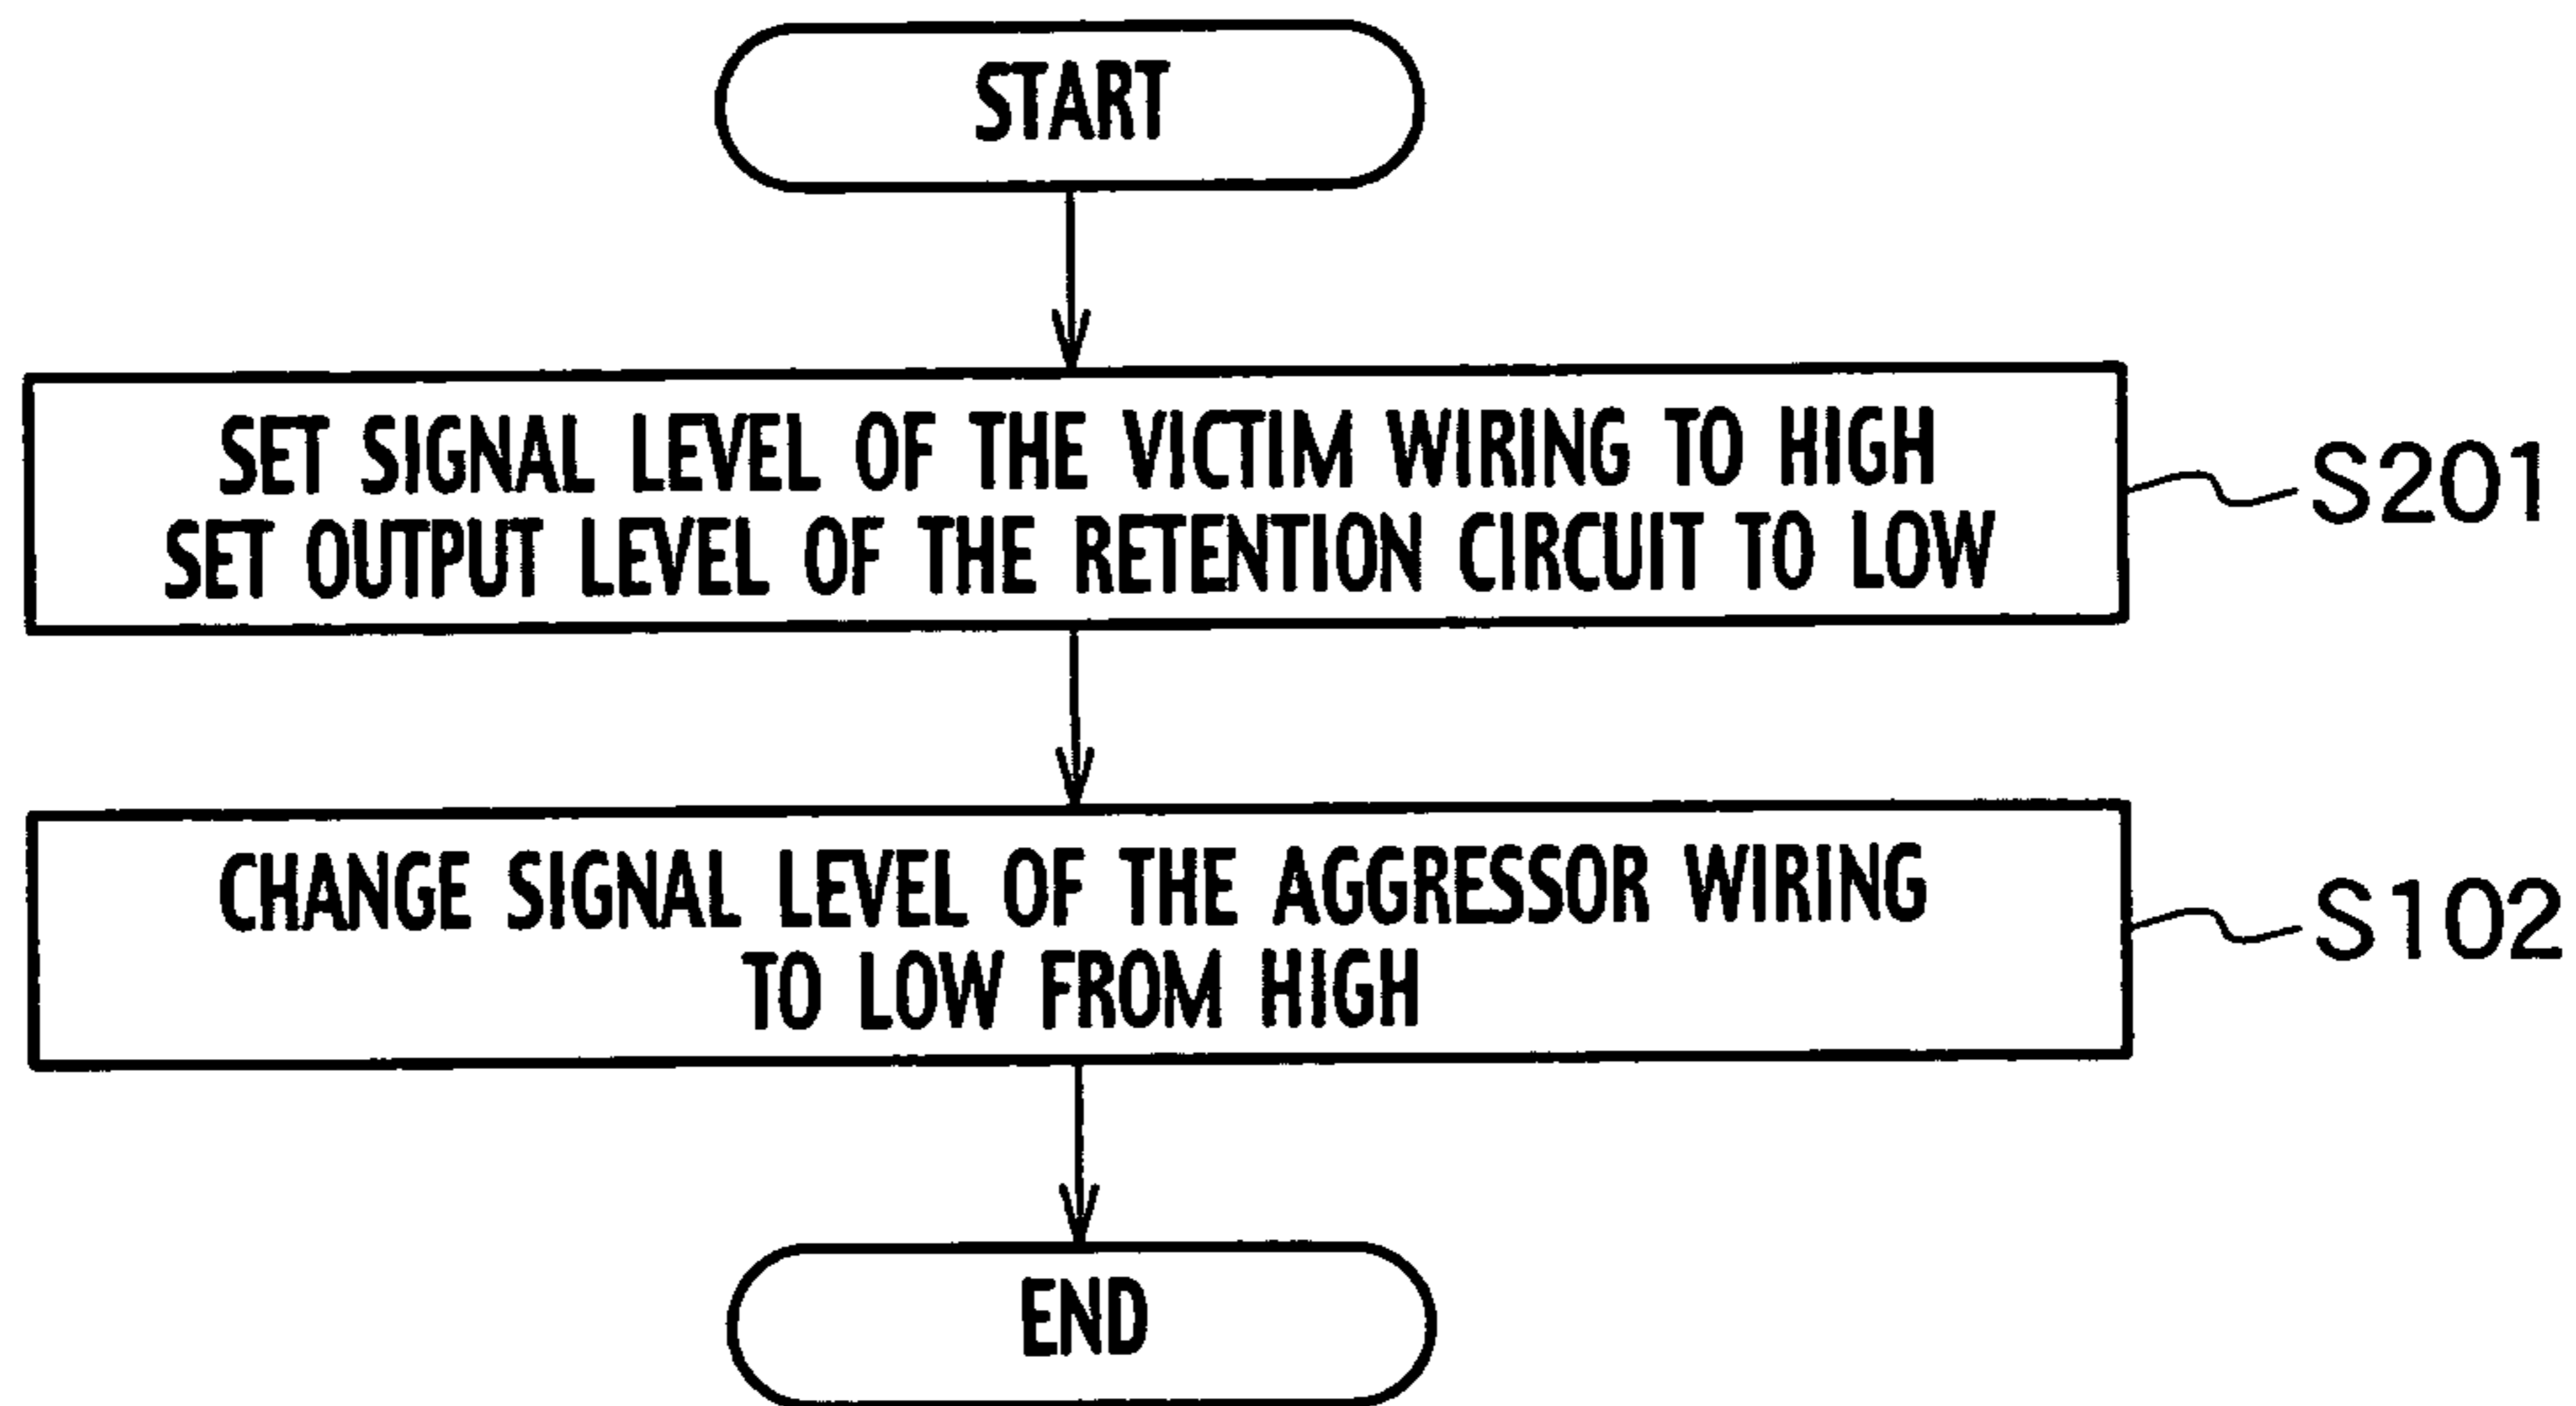 START
SET SIGNAL LEVEL OF THE VICTIM WIRING TO HIGH
SET OUTPUT LEVEL OF THE RETENTION CIRCUIT TO LOW
S201
CHANGE SIGNAL LEVEL OF THE AGGRESSOR WIRING
TO LOW FROM HIGH
S102
END